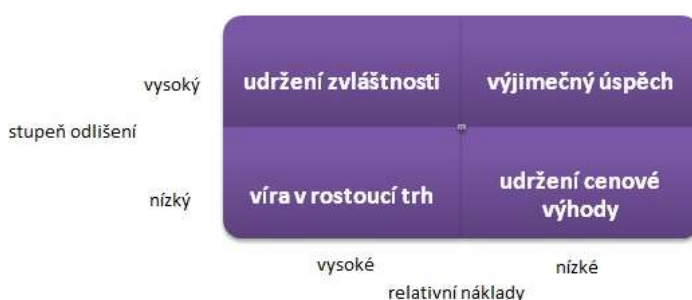 vysoký
udržení zvláštnosti
výjimečný úspěch
stupeň odlišení
nízký
víra v rostoucí trh
udržení cenové
výhody
vysoké
nízké
relativní náklady